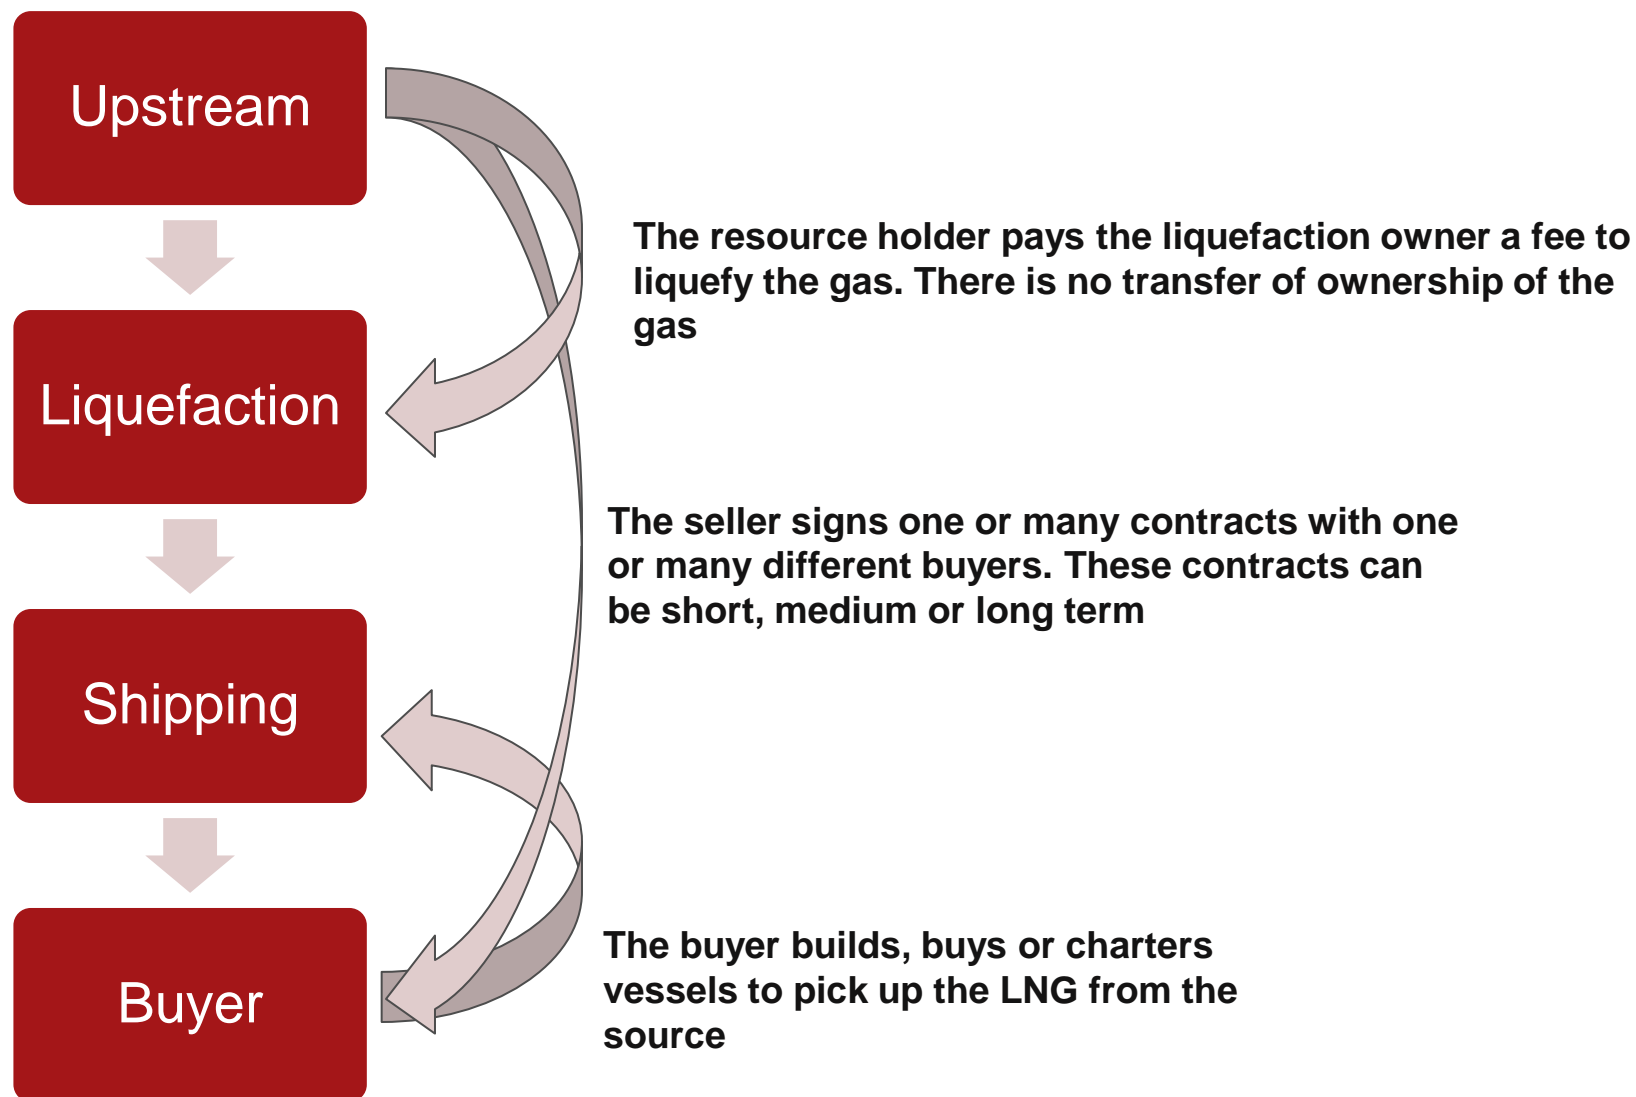 Upstream
The resource holder pays the liquefaction owner a fee to
liquefy the gas. There is no transfer of ownership of the
gas
Liquefaction
The seller signs one or many contracts with one
or many different buyers. These contracts can
be short, medium or long term
Shipping
The buyer builds, buys or charters
vessels to pick up the LNG from the
source
Buyer